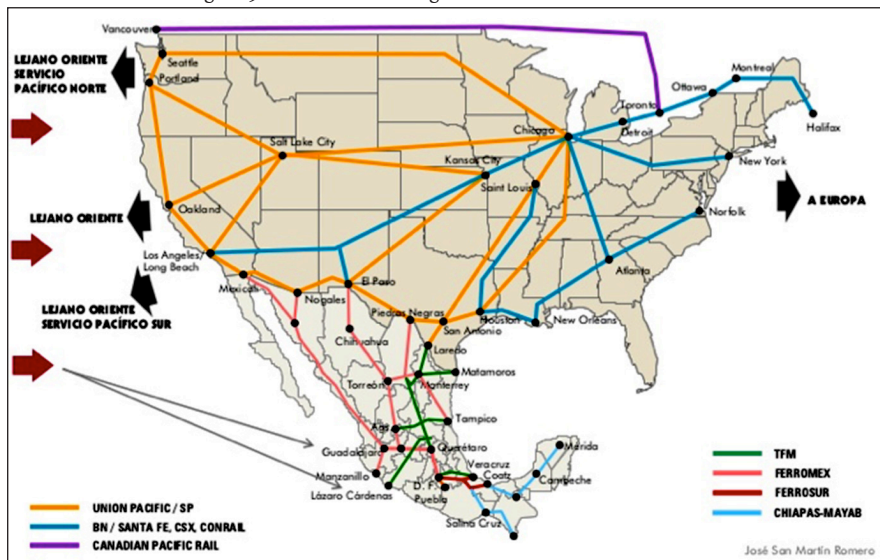 Vancouver
LEJANO ORIENTE
SERVICIO
PACÍFICO NORTE
Seattle
Portland
Montreal
Ottawa
Toronto
Detroit
Halifax
Chicago
Salt Lake City
Kansas City
Saint Louis
New York
A EUROPA
LEJANO ORIENTE
Oakland
Norfolk
Los Angeles/
Long Beach
Atlanta
Mexicali
El Paso
LEJANO ORIENTE
SERVICIO PACÍFICO SUR
Nogales
Piedras Negras
Houston
New Orleans
San Antonio
Chihuahua
Laredo
Torreón
Monterrey
Matamoros
Ags
Tampico
Guadalajara
Querétaro
Mérida
Manzanillo
Veracruz
Coatz
Campeche
Lázaro Cárdenas
D. F.
Puebla
Salina Cruz
TFM
FERROMEX
FERROSUR
CHIAPAS-MAYAB
UNION PACIFIC / SP
BN / SANTA FE, CSX, CONRAIL
CANADIAN PACIFIC RAIL
José San Martín Romero